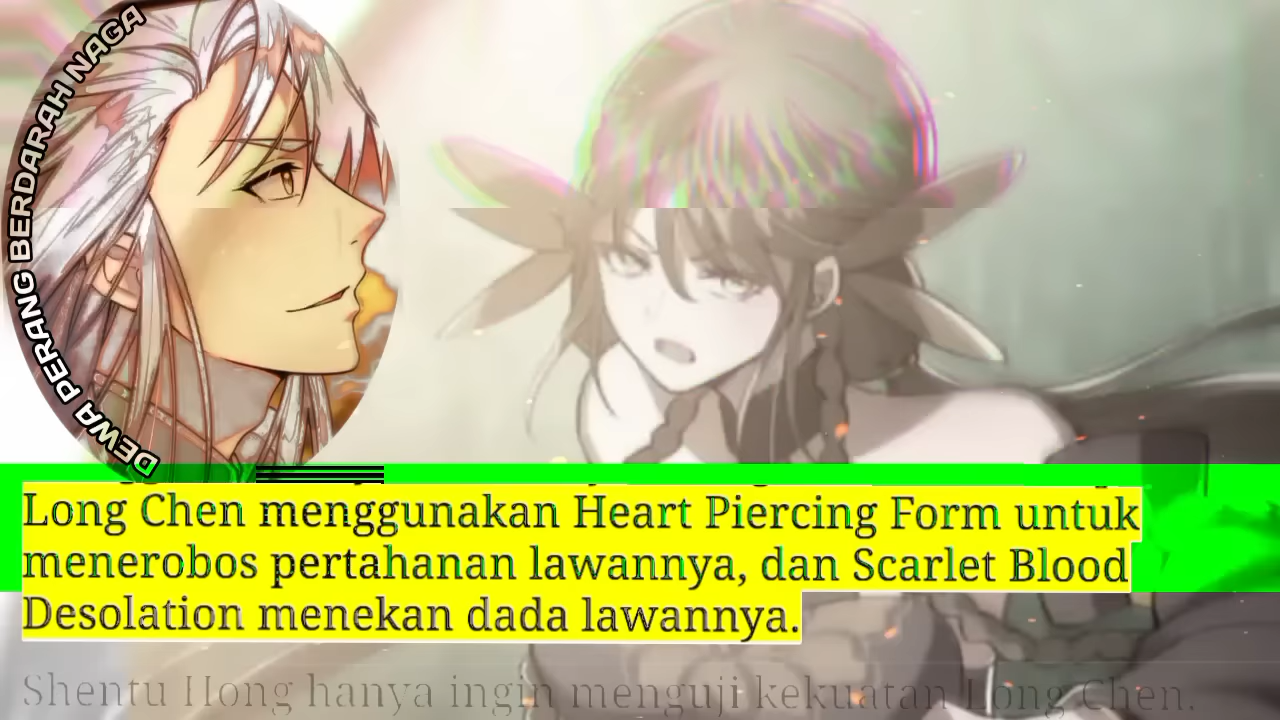 DEWA PERANG BERDARAH NAGA
Long Chen menggunakan Heart Piercing Form untuk
menerobos pertahanan lawannya, dan Scarlet Blood
Desolation menekan dada lawannya.
Shentu Hong hanya ingin menguji kekuatan Long Chen.